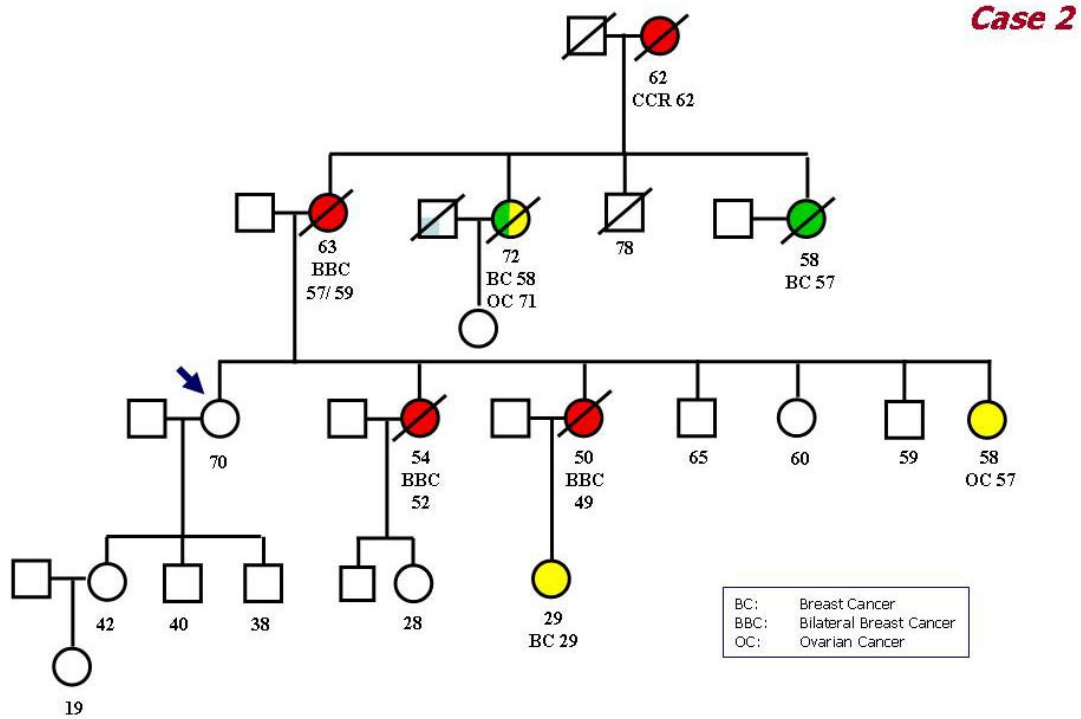 Case 2
62
CCR 62
63
BBC
57/ 59
72
BC 58
OC 71
78
58
BC 57
70
54
BBC
52
50
BBC
49
65
60
59
58
OC 57
42
40
38
28
29
BC 29
19
BC: Breast Cancer
BBC: Bilateral Breast Cancer
OC: Ovarian Cancer